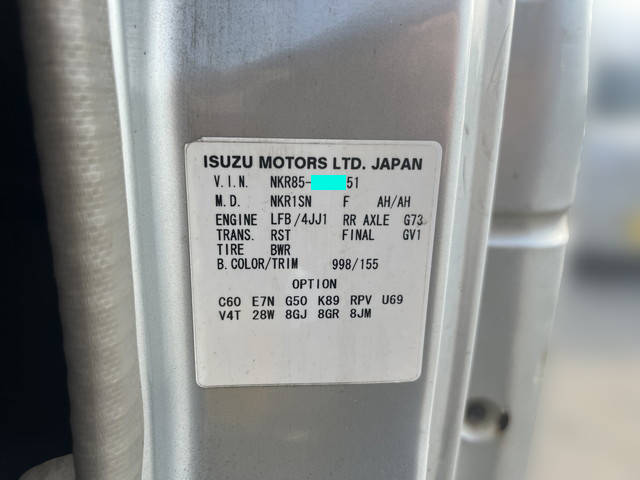 ISUZU MOTORS LTD. JAPAN
V.I.N. NKR85- 51
M.D. NKR1SN F AH/AH
ENGINE LFB/4JJ1 RR AXLE G73
TRANS. RST FINAL GV1
TIRE BWR
B.COLOR/TRIM 998/155
OPTION
C60 E7N G50 K89 RPV U69
V4T 28W 8GJ 8GR 8JM